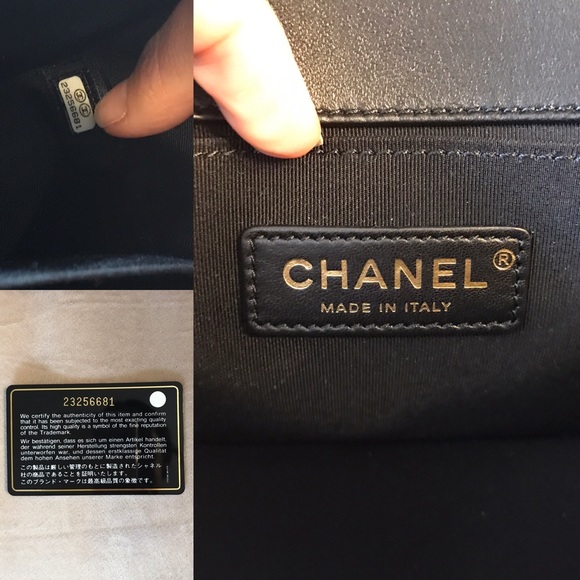 23256681
CHANEL®
MADE IN ITALY
23256681
We certify the authenticity of this item and confirm
that it has been subjected to the most exacting quality
control. Its high quality is a symbol of the fine reputation
of the Trademark.
Wir bestätigen, dass es sich um einen Artikel handelt,
der während seiner Herstellung strengsten Kontrollen
unterworfen war, und dessen erstklassige Qualität
dem hohen Ansehen unserer Marke entspricht.
この製品は厳しい管理のもとに製造されたシャネル
社の商品であることを証明いたします。
このブランド・マークは最高級品質の象徴です。